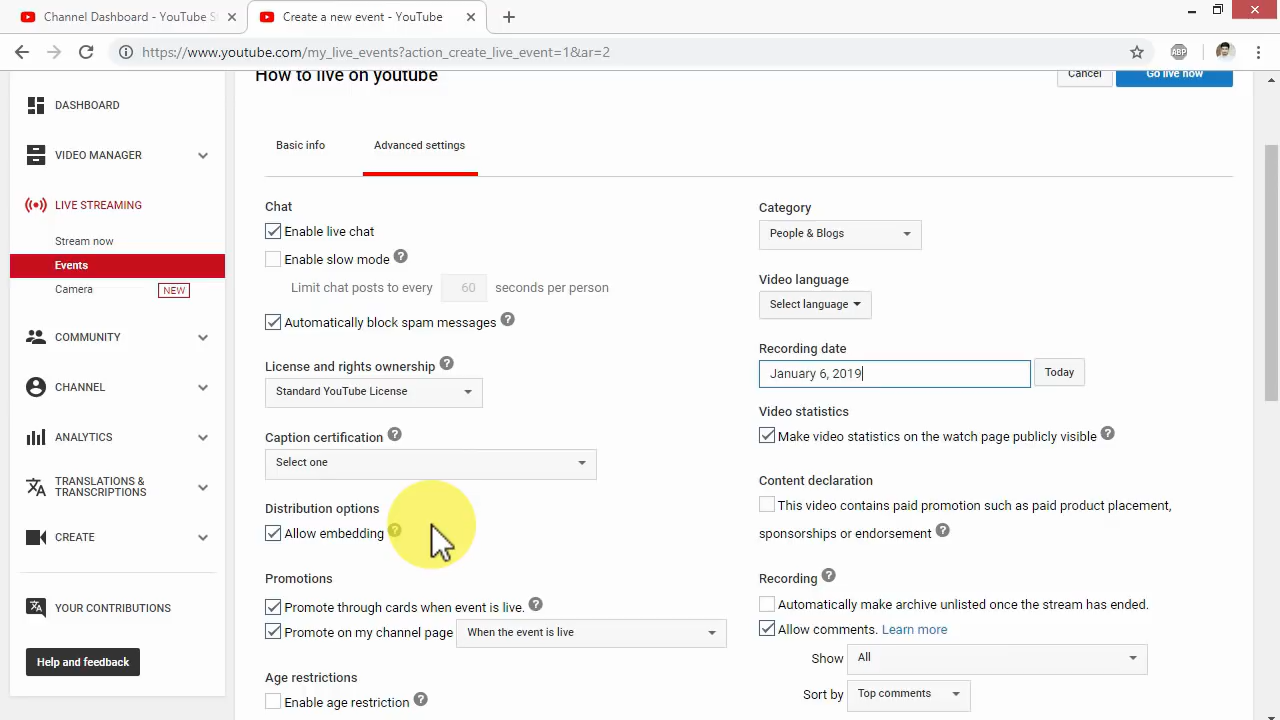 Channel Dashboard - YouTube S
Create a new event - YouTube
https://www.youtube.com/my_live_events?action_create_live_event=1&ar=2
ABP
How to live on youtube
Cancel
Go live now
DASHBOARD
VIDEO MANAGER
LIVE STREAMING
Stream now
Events
Camera
NEW
COMMUNITY
CHANNEL
ANALYTICS
TRANSLATIONS &
TRANSCRIPTIONS
CREATE
YOUR CONTRIBUTIONS
Help and feedback
Basic info
Advanced settings
Chat
Enable live chat
Enable slow mode ?
Limit chat posts to every 60 seconds per person
Automatically block spam messages ?
License and rights ownership ?
Standard YouTube License
Caption certification ?
Select one
Distribution options
Allow embedding ?
Promotions
Promote through cards when event is live. ?
Promote on my channel page When the event is live
Age restrictions
Enable age restriction ?
Category
People & Blogs
Video language
Select language
Recording date
January 6, 2019
Today
Video statistics
Make video statistics on the watch page publicly visible ?
Content declaration
This video contains paid promotion such as paid product placement,
sponsorships or endorsement ?
Recording ?
Automatically make archive unlisted once the stream has ended.
Allow comments. Learn more
Show All
Sort by Top comments